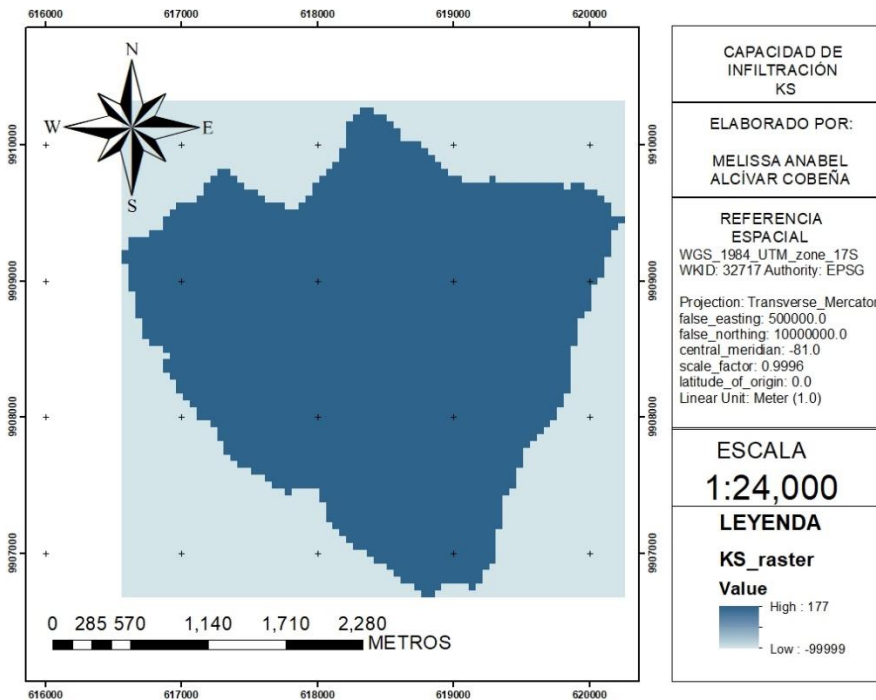 616000 617000 618000 619000 620000
N
W E
S
9910000 9910000
9909000 9909000
9908000 9908000
9907000 9907000
0 285 570 1,140 1,710 2,280
METROS
616000 617000 618000 619000 620000
CAPACIDAD DE
INFILTRACIÓN
KS
ELABORADO POR:
MELISSA ANABEL
ALCÍVAR COBEÑA
REFERENCIA
ESPACIAL
WGS_1984_UTM_zone_17S
WKID: 32717 Authority: EPSG
Projection: Transverse_Mercator
false_easting: 500000.0
false_northing: 10000000.0
central_meridian: -81.0
scale_factor: 0.9996
latitude_of_origin: 0.0
Linear Unit: Meter (1.0)
ESCALA
1:24,000
LEYENDA
KS_raster
Value
High : 177
Low : -99999